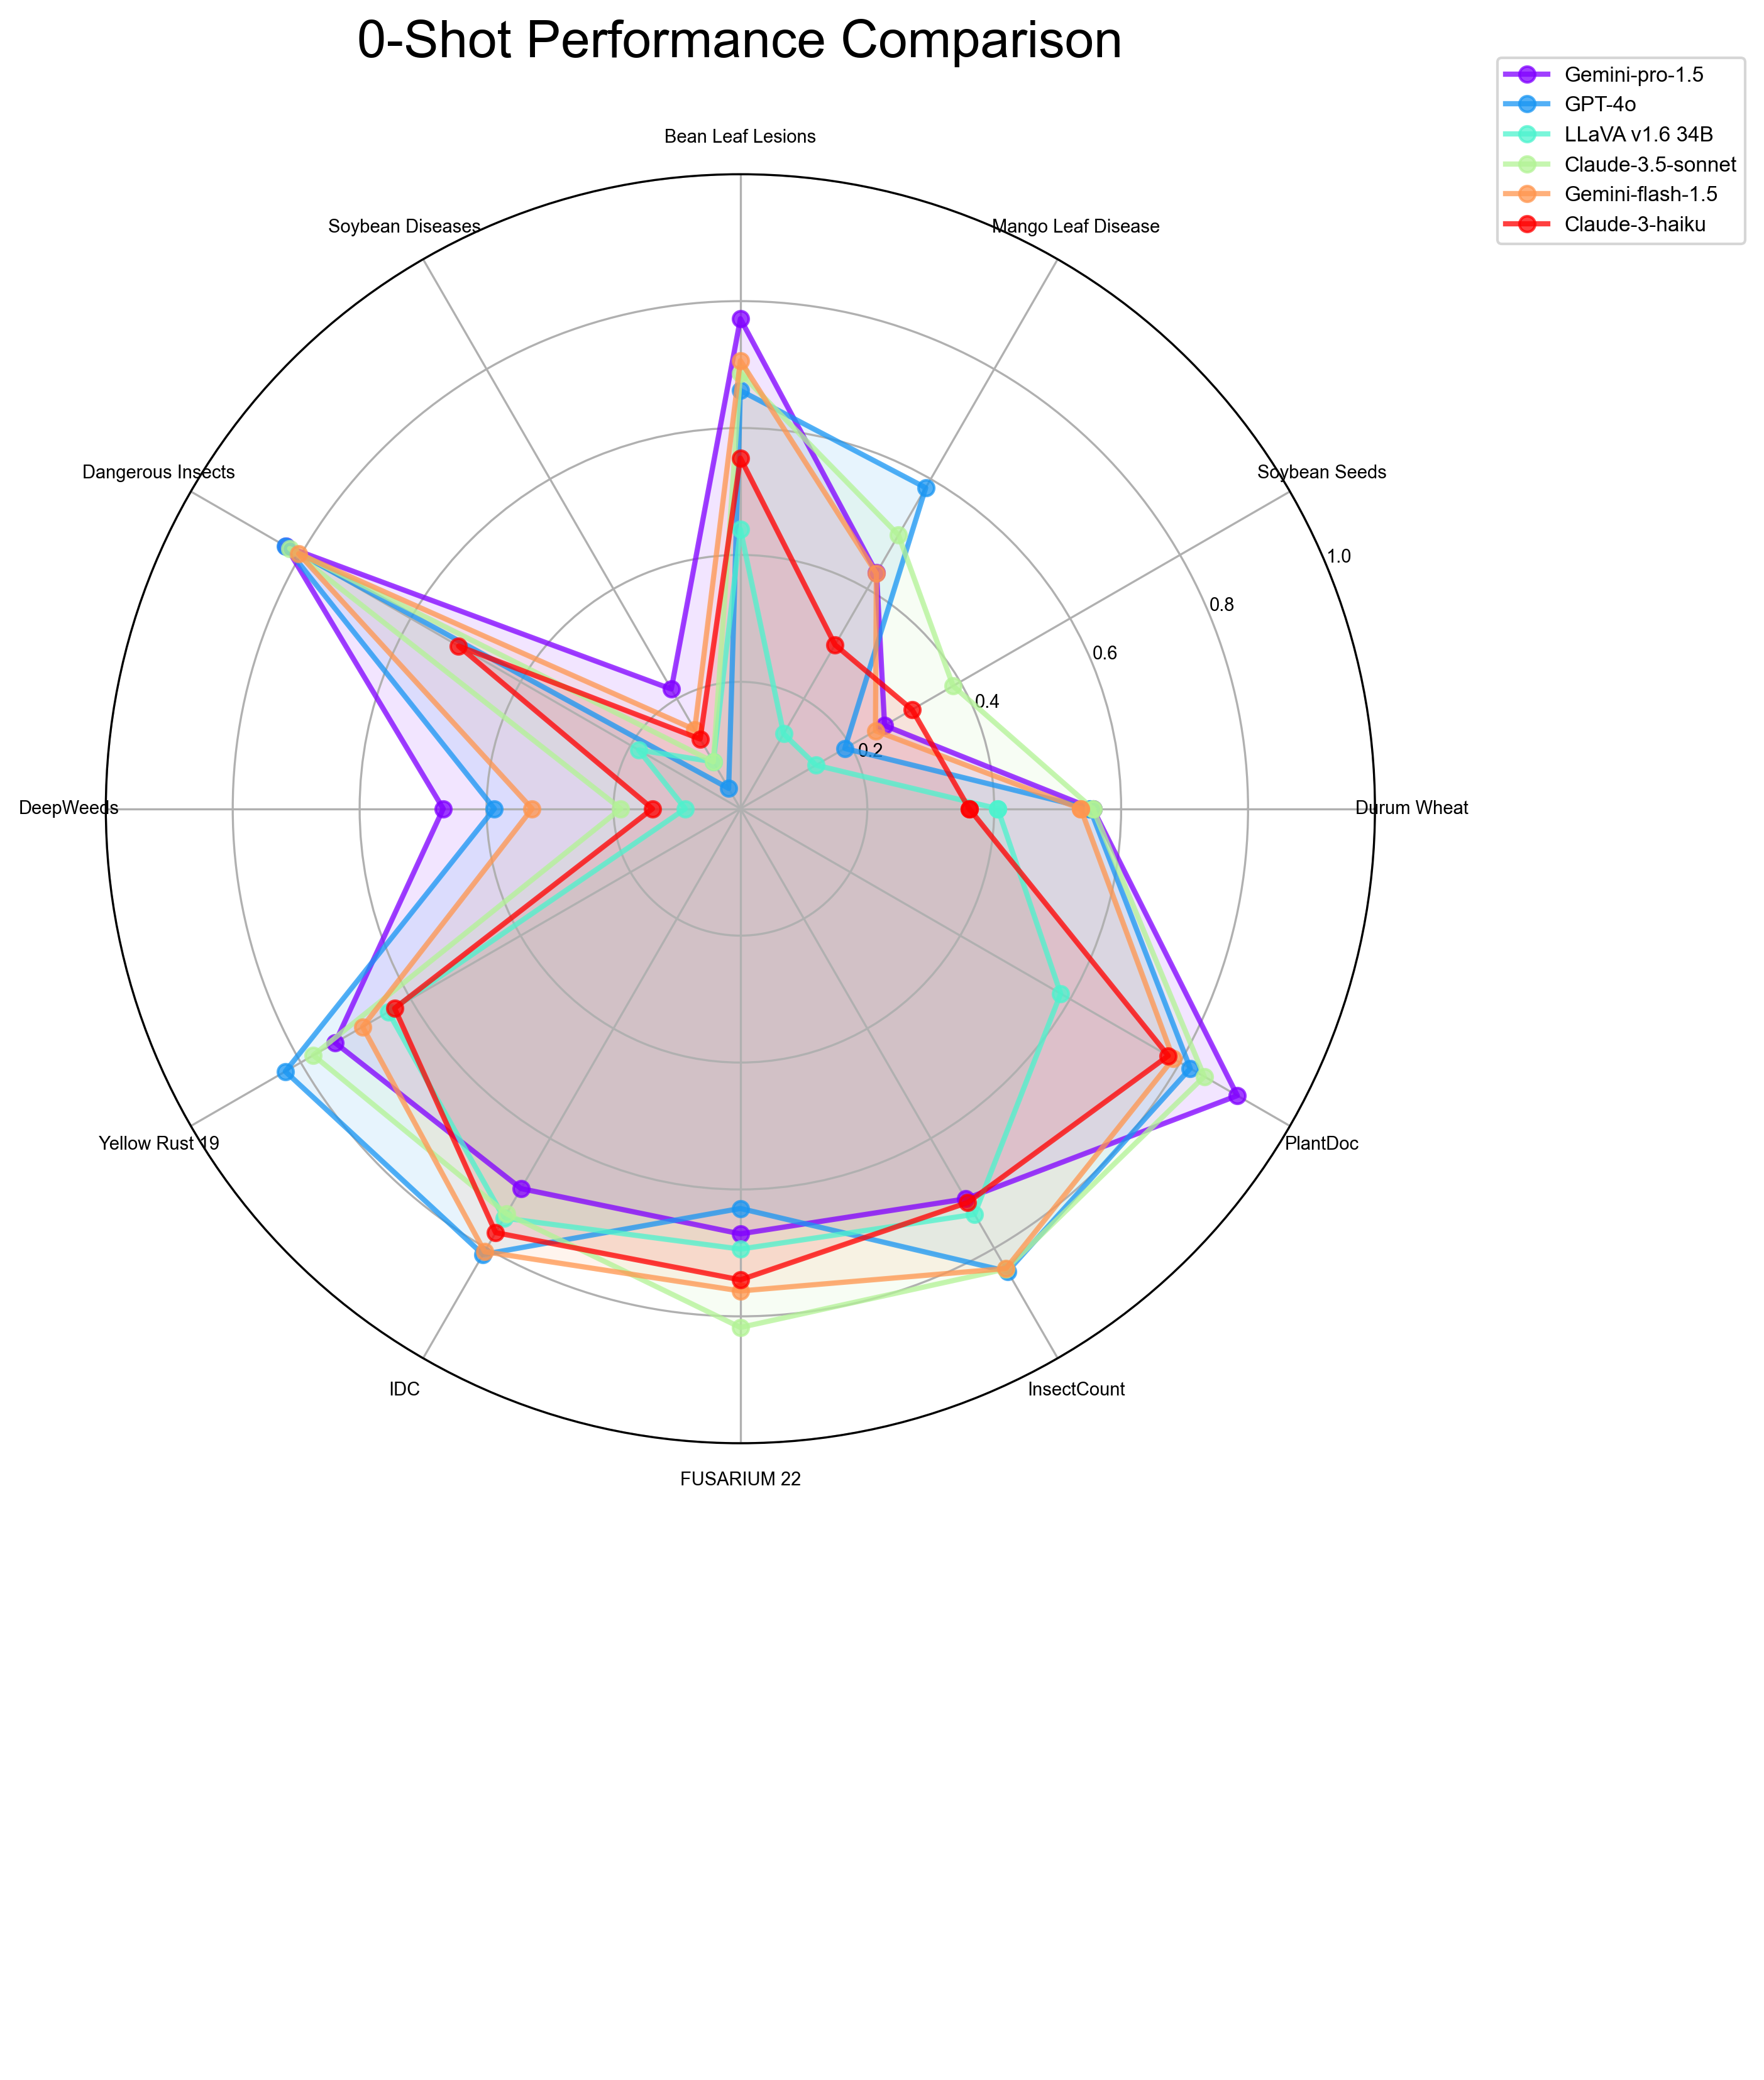 0-Shot Performance Comparison
Gemini-pro-1.5
GPT-4o
LLaVA v1.6 34B
Claude-3.5-sonnet
Gemini-flash-1.5
Claude-3-haiku
Bean Leaf Lesions
Soybean Diseases
Mango Leaf Disease
Dangerous Insects
Soybean Seeds
1.0
0.8
0.6
0.4
0.2
DeepWeeds
Durum Wheat
Yellow Rust 19
PlantDoc
IDC
InsectCount
FUSARIUM 22